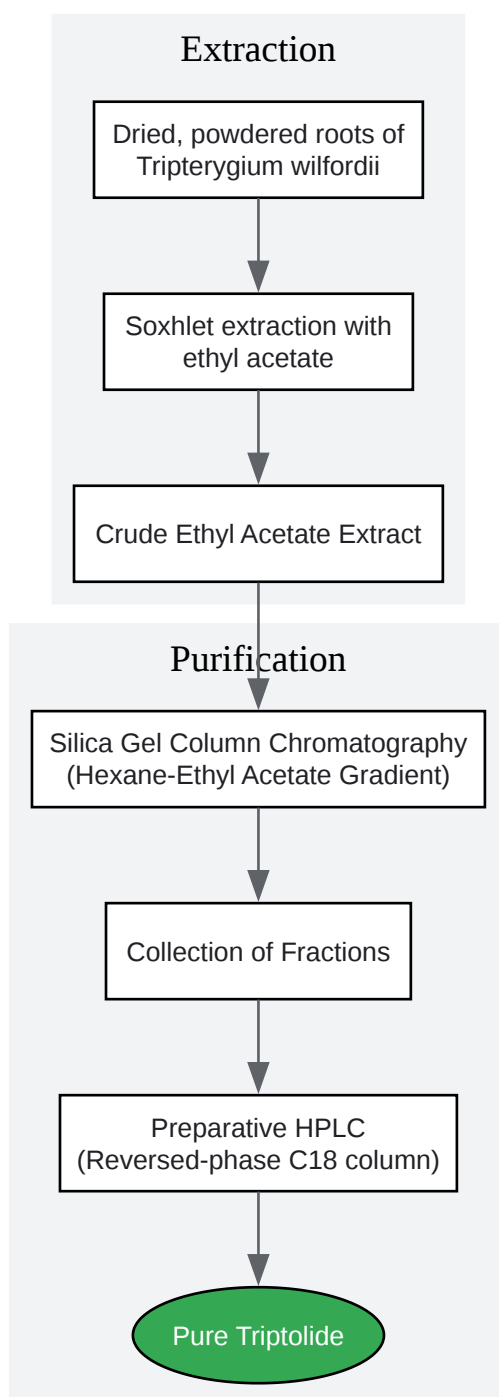 Extraction
Dried, powdered roots of
Tripterygium wilfordii
Soxhlet extraction with
ethyl acetate
Crude Ethyl Acetate Extract
Purification
Silica Gel Column Chromatography
(Hexane-Ethyl Acetate Gradient)
Collection of Fractions
Preparative HPLC
(Reversed-phase C18 column)
Pure Triptolide